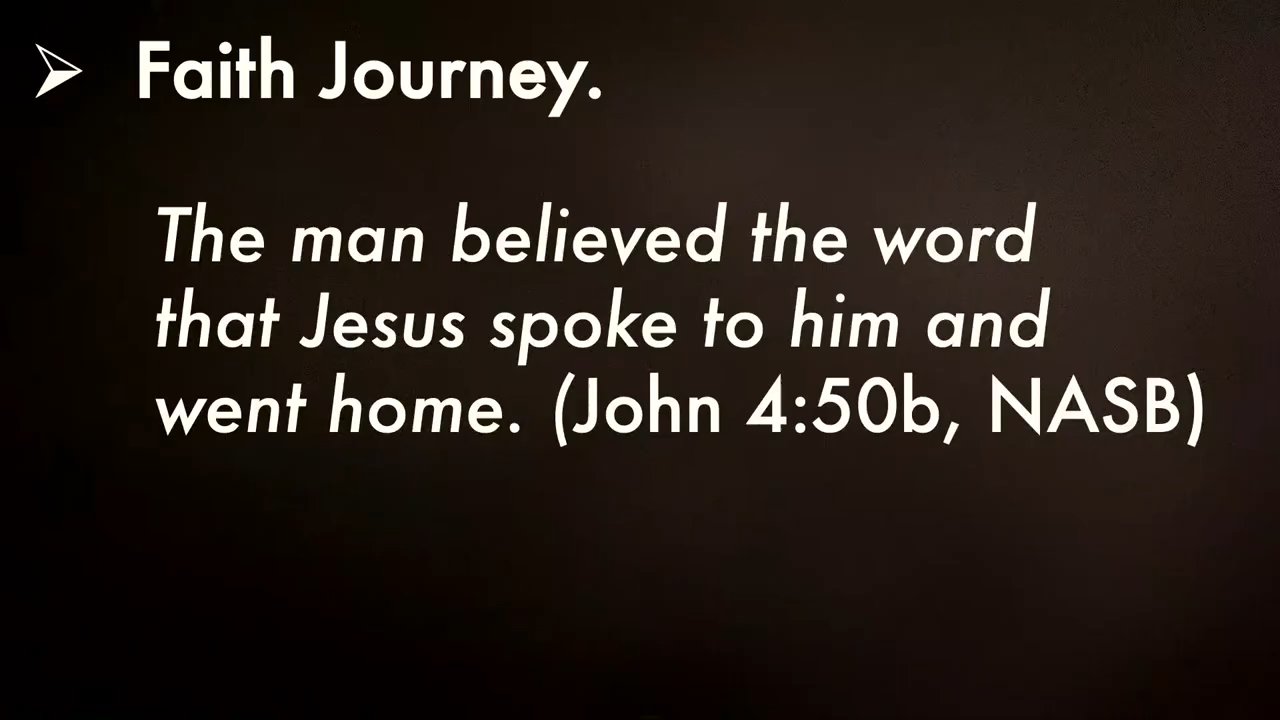 ➢ Faith Journey.
The man believed the word
that Jesus spoke to him and
went home. (John 4:50b, NASB)